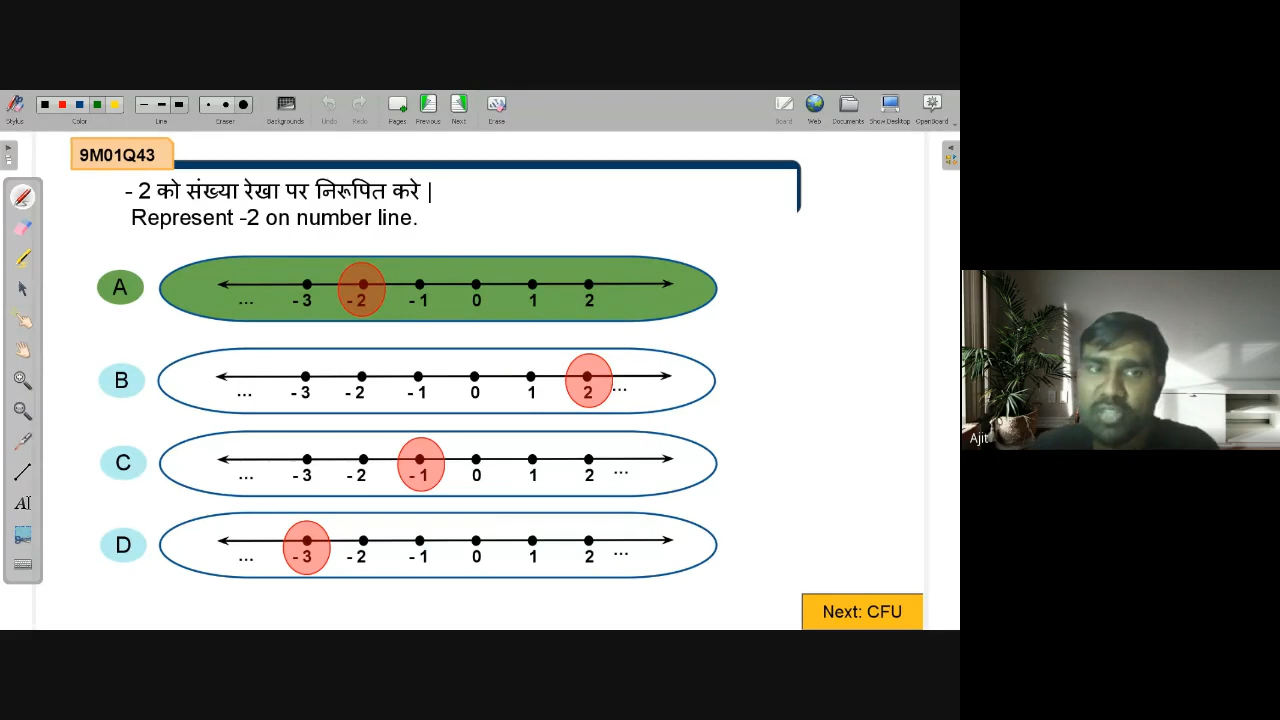 Stylus
Color
Line
Eraser
Backgrounds
Undo
Redo
Pages
Previous
Next
Erase
Board
Web
Documents
Show Desktop
OpenBoard
9M01Q43
- 2 को संख्या रेखा पर निरूपित करे |
Represent -2 on number line.
A
... - 3 - 2 - 1 0 1 2
B
... - 3 - 2 - 1 0 1 2 ...
C
... - 3 - 2 - 1 0 1 2 ...
D
... - 3 - 2 - 1 0 1 2 ...
Next: CFU
Ajit